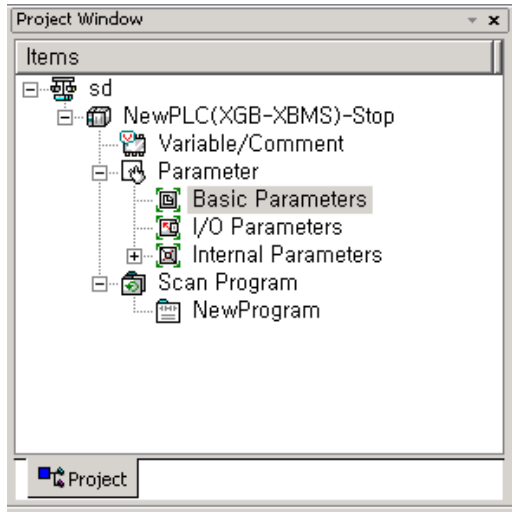 Project Window
Items
sd
NewPLC(XGB-XBMS)-Stop
Variable/Comment
Parameter
Basic Parameters
I/O Parameters
Internal Parameters
Scan Program
NewProgram
Project